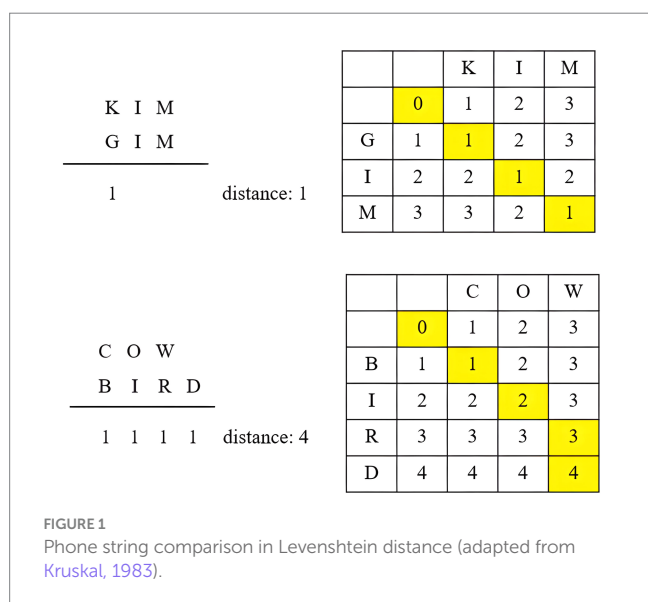 K I M
G I M
1 distance: 1
K I M
0 1 2 3
G 1 1 2 3
I 2 2 1 2
M 3 3 2 1
C O W
B I R D
1 1 1 1 distance: 4
C O W
0 1 2 3
B 1 1 2 3
I 2 2 2 3
R 3 3 3 3
D 4 4 4 4
FIGURE 1
Phone string comparison in Levenshtein distance (adapted from
Kruskal, 1983).